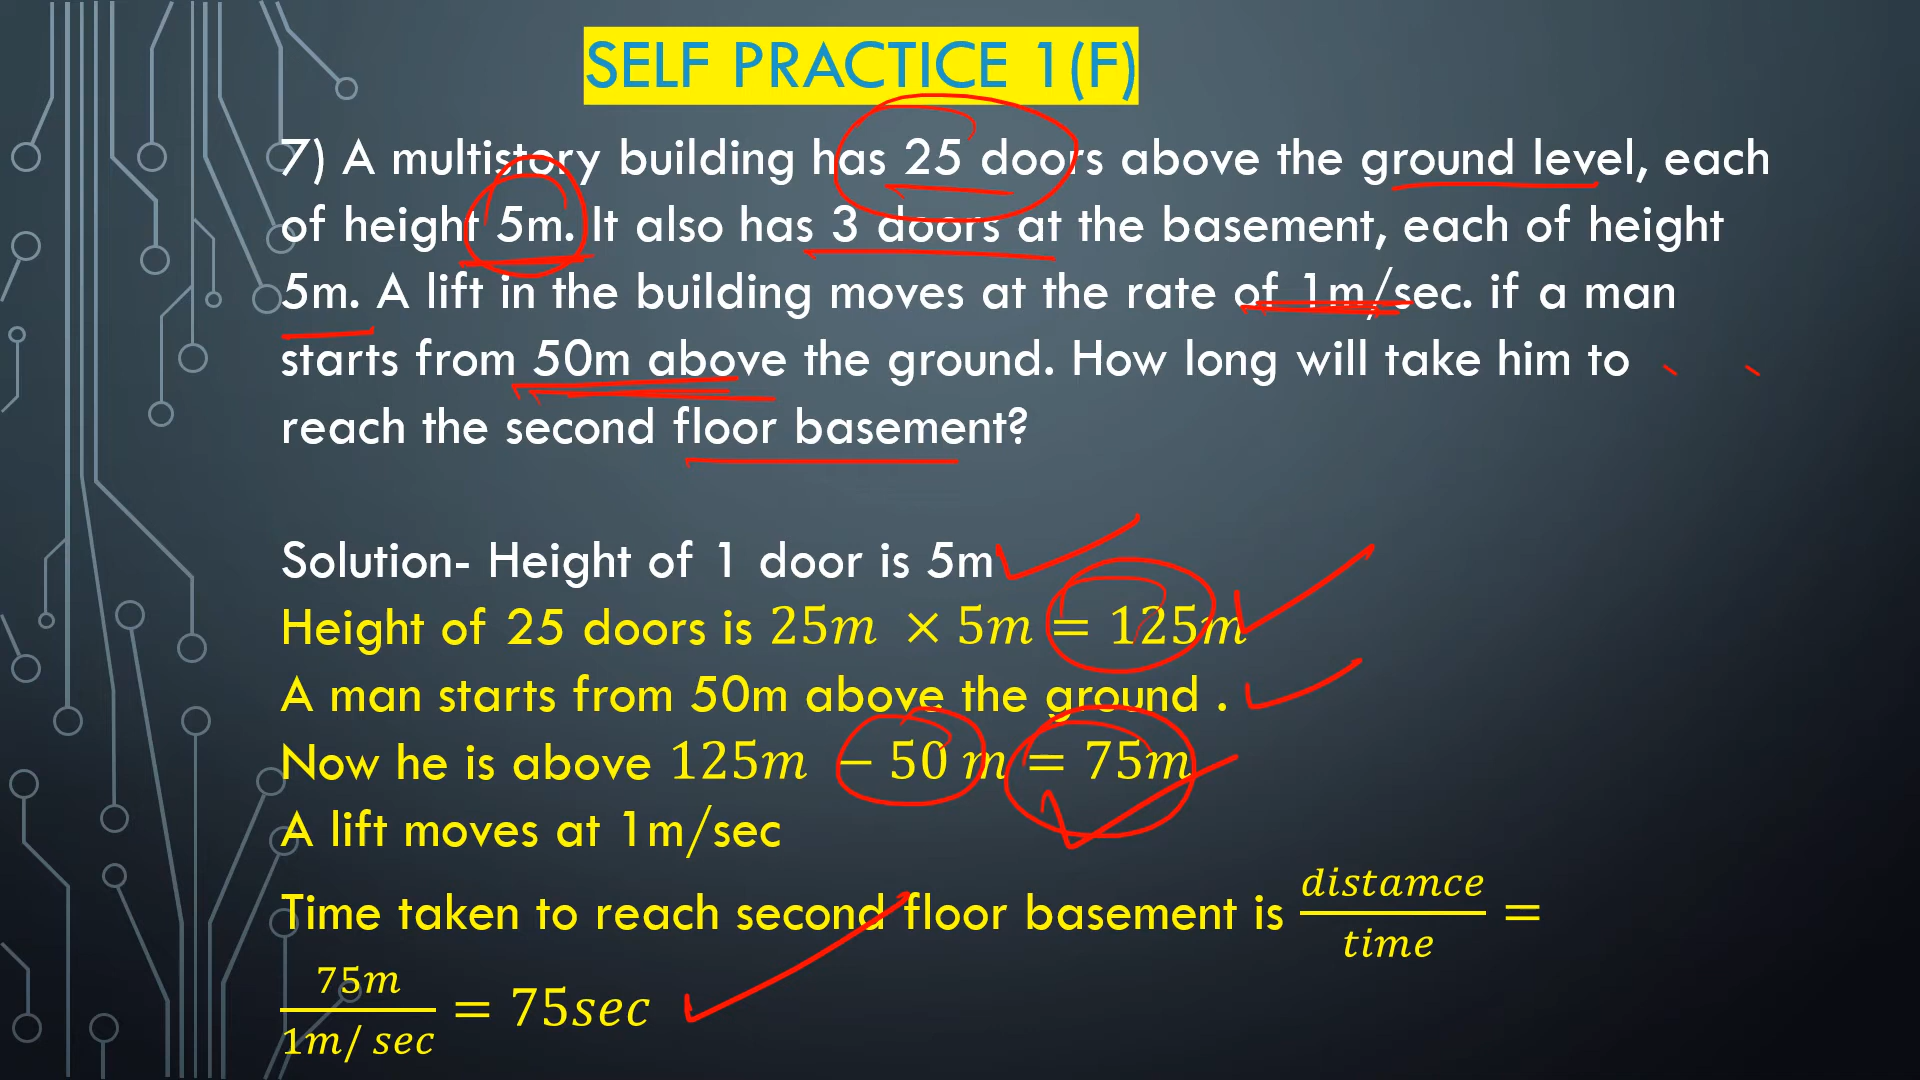 SELF PRACTICE 1(F)
7) A multistory building has 25 doors above the ground level, each
of height 5m. It also has 3 doors at the basement, each of height
5m. A lift in the building moves at the rate of 1m/sec. if a man
starts from 50m above the ground. How long will take him to
reach the second floor basement?
Solution- Height of 1 door is 5m
Height of 25 doors is 25m × 5m = 125m
A man starts from 50m above the ground .
Now he is above 125m − 50 m = 75m
A lift moves at 1m/sec
Time taken to reach second floor basement is distamce/time =
75m/1m/ sec = 75sec